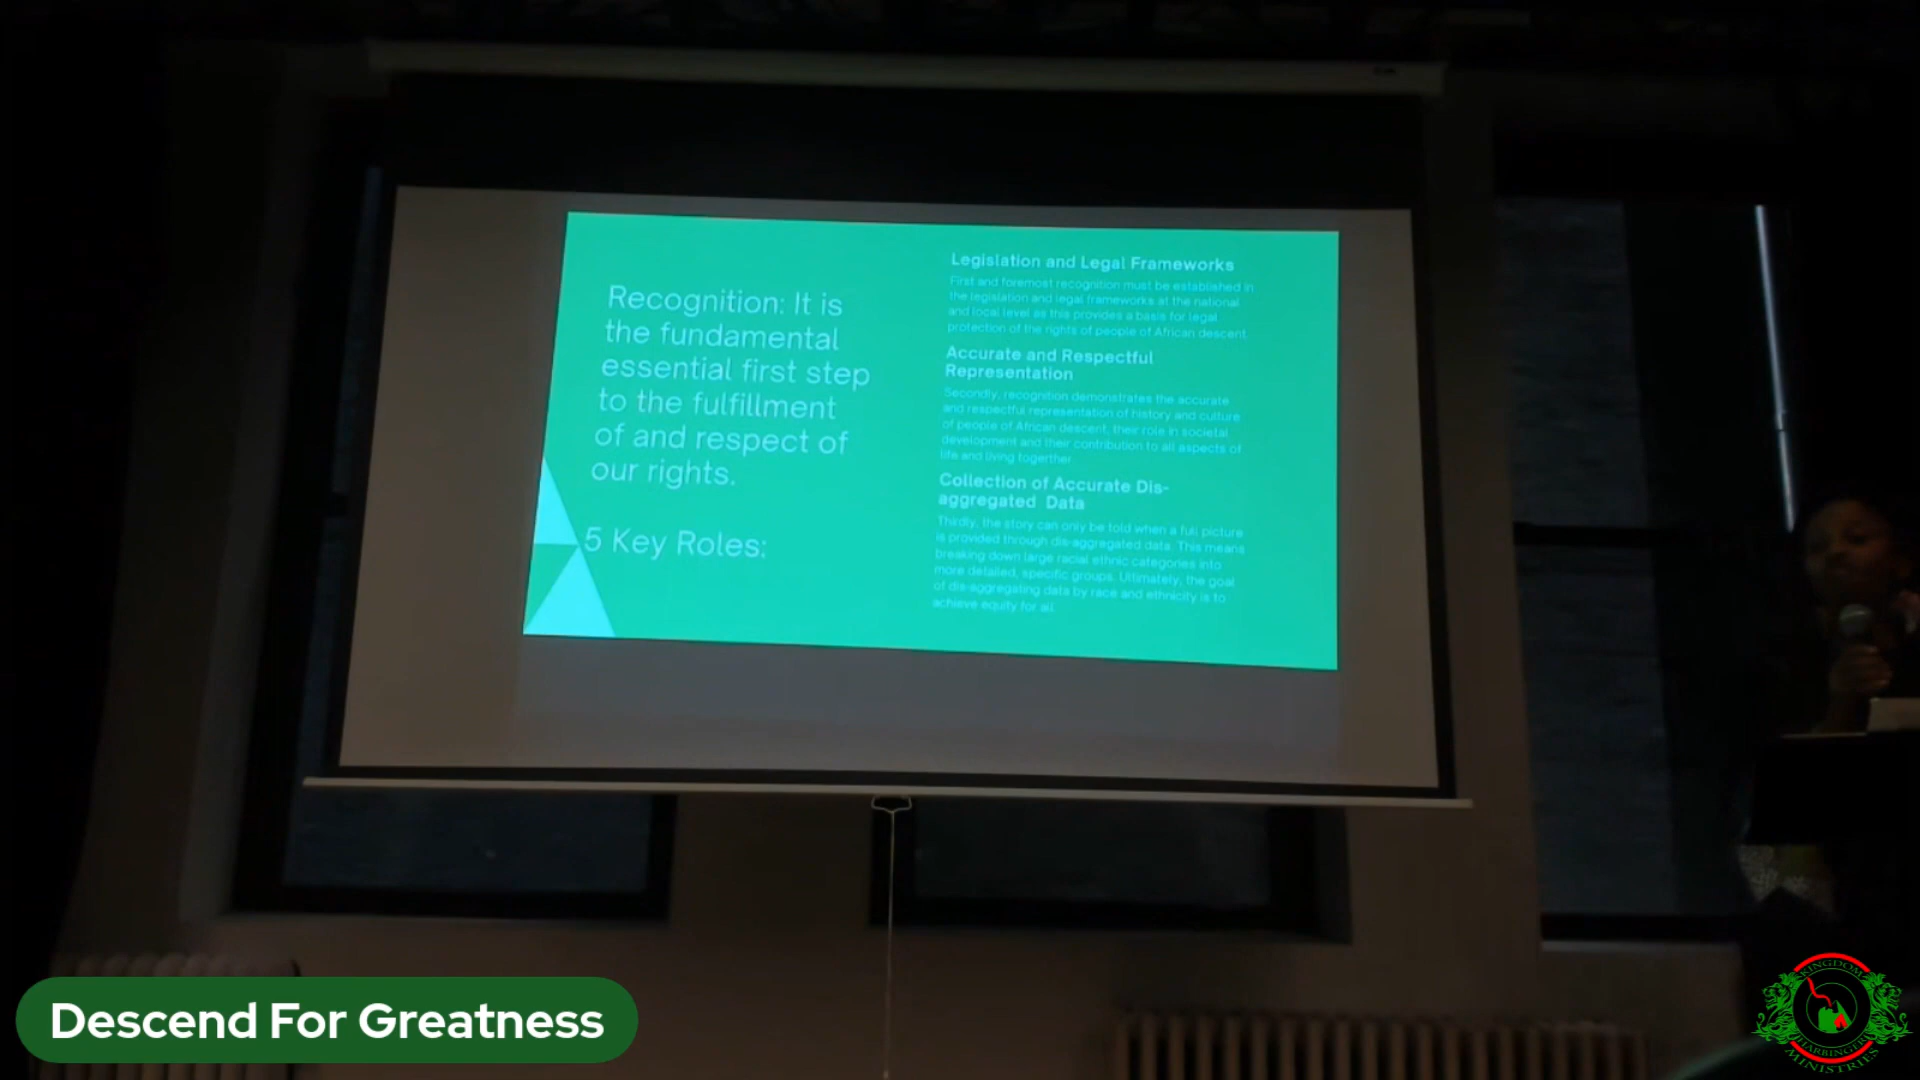 Recognition: It is
the fundamental
essential first step
to the fulfillment
of and respect of
our rights.
5 Key Roles:
Legislation and Legal Frameworks
First and foremost recognition must be established in
the legislation and legal frameworks at the national
and local level as this provides a basis for legal
protection of the rights of people of African descent.
Accurate and Respectful
Representation
Secondly, recognition demonstrates the accurate
and respectful representation of history and culture
of people of African descent, their role in societal
development and their contribution to all aspects of
life and living togerther.
Collection of Accurate Dis-
aggregated Data
Thirdly, the story can only be told when a full picture
is provided through dis-aggregated data. This means
breaking down large racial ethnic categories into
more detailed, specific groups. Ultimately, the goal
of dis-aggregating data by race and ethnicity is to
achieve equity for all.
Descend For Greatness
KINGDOM
HARBINGER
MINISTRIES